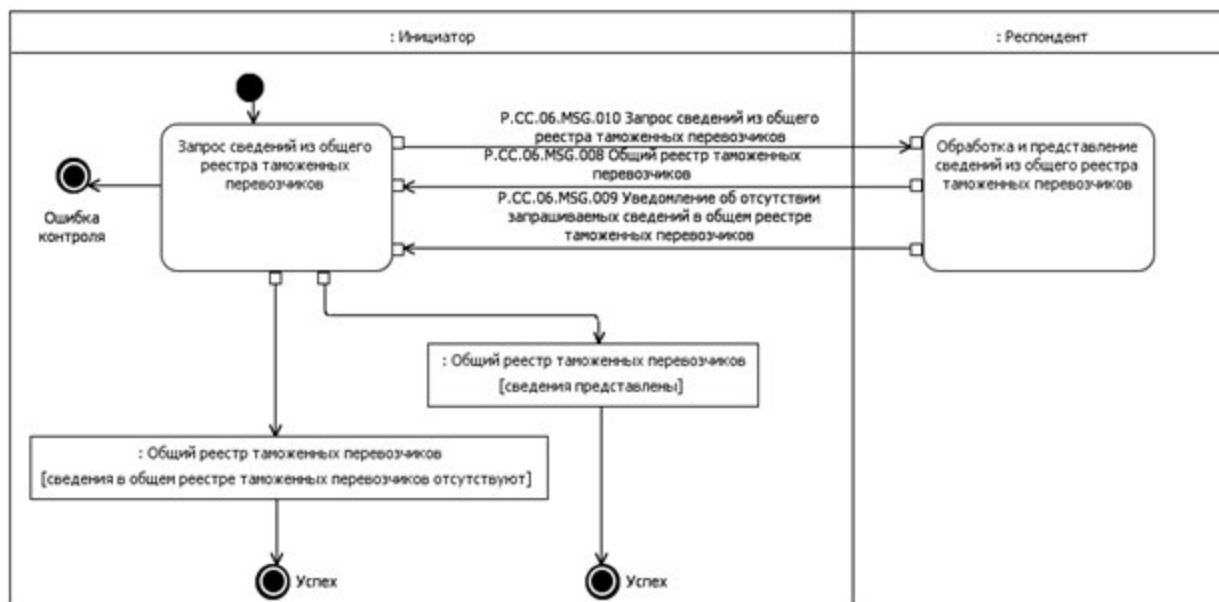 : Инициатор
: Респондент
Запрос сведений из общего
реестра таможенных
перевозчиков
P.CC.06.MSG.010 Запрос сведений из общего
реестра таможенных перевозчиков
P.CC.06.MSG.008 Общий реестр таможенных
перевозчиков
P.CC.06.MSG.009 Уведомление об отсутствии
запрашиваемых сведений в общем реестре
таможенных перевозчиков
Обработка и представление
сведений из общего реестра
таможенных перевозчиков
Ошибка
контроля
: Общий реестр таможенных перевозчиков
[сведения представлены]
: Общий реестр таможенных перевозчиков
[сведения в общем реестре таможенных перевозчиков отсутствуют]
Успех
Успех